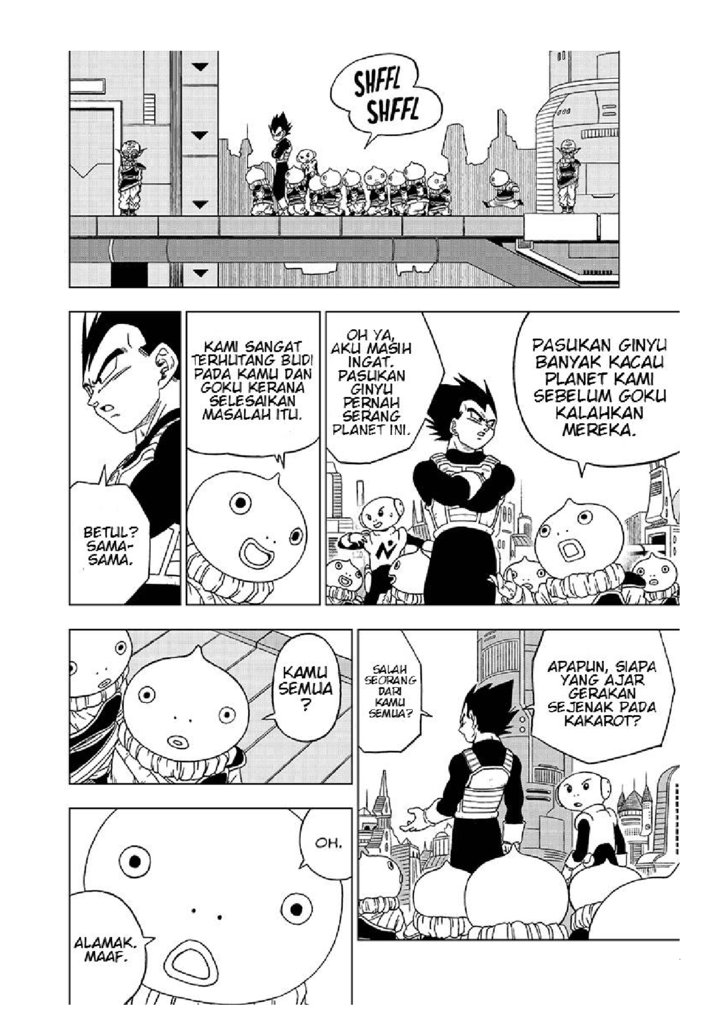 SHFFL
SHFFL
PASUKAN GINYU
BANYAK KACAU
PLANET KAMI
SEBELUM GOKU
KALAHKAN
MEREKA.
OH YA,
AKU MASIH
INGAT.
PASUKAN
GINYU
PERNAH
SERANG
PLANET INI.
KAMI SANGAT
TERHUTANG BUDI
PADA KAMU DAN
GOKU KERANA
SELESAIKAN
MASALAH ITU.
BETUL?
SAMA-
SAMA.
APAPUN, SIAPA
YANG AJAR
GERAKAN
SEJENAK PADA
KAKAROT?
SALAH
SEORANG
DARI
KAMU
SEMUA?
KAMU
SEMUA
?
OH.
ALAMAK.
MAAF.
N